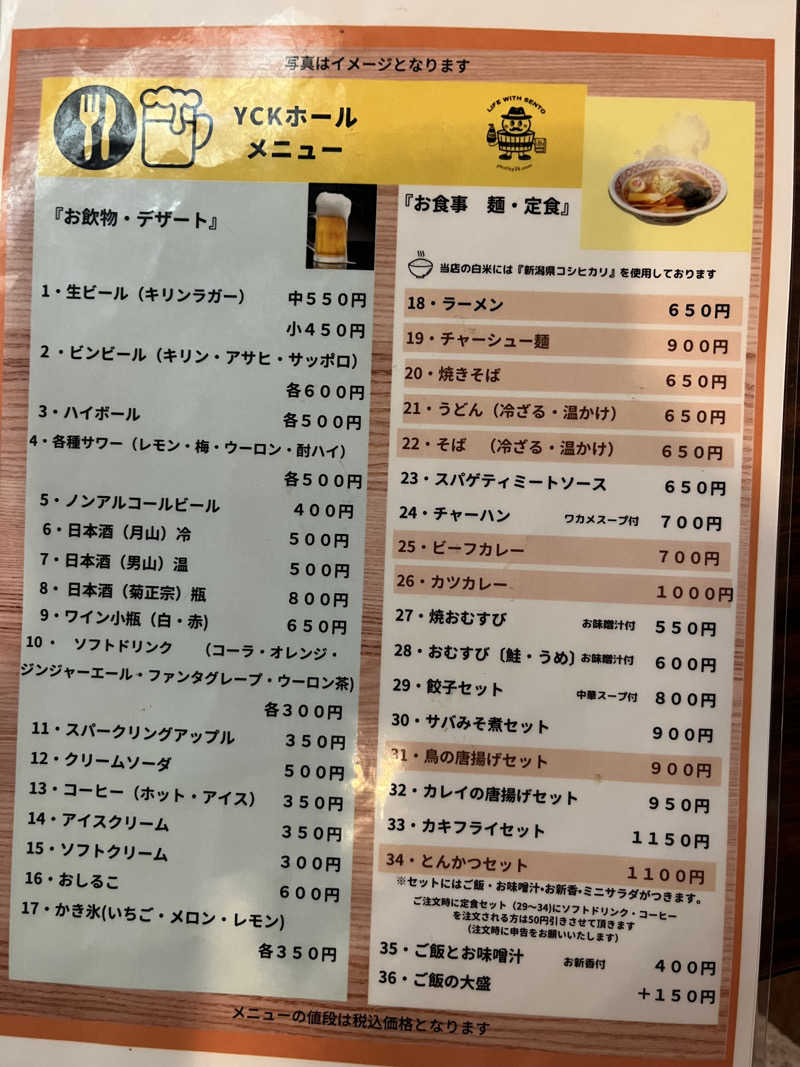 写真はイメージとなります
YCKホール
メニュー
LIFE WITH SENTO
『お飲物・デザート』
1・生ビール（キリンラガー） 中５５０円
小４５０円
2・ビンビール（キリン・アサヒ・サッポロ）
各６００円
3・ハイボール 各５００円
4・各種サワー（レモン・梅・ウーロン・酎ハイ）
各５００円
5・ノンアルコールビール ４００円
6・日本酒（月山）冷 ５００円
7・日本酒（男山）温 ５００円
8・日本酒（菊正宗）瓶 ８００円
9・ワイン小瓶（白・赤） ６５０円
10・ ソフトドリンク （コーラ・オレンジ・
ジンジャーエール・ファンタグレープ・ウーロン茶）
各３００円
11・スパークリングアップル ３５０円
12・クリームソーダ ５００円
13・コーヒー（ホット・アイス） ３５０円
14・アイスクリーム ３５０円
15・ソフトクリーム ３００円
16・おしるこ ６００円
17・かき氷(いちご・メロン・レモン)
各３５０円
『お食事 麺・定食』
当店の白米には『新潟県コシヒカリ』を使用しております
18・ラーメン ６５０円
19・チャーシュー麺 ９００円
20・焼きそば ６５０円
21・うどん（冷ざる・温かけ） ６５０円
22・そば （冷ざる・温かけ） ６５０円
23・スパゲティミートソース ６５０円
24・チャーハン ワカメスープ付 ７００円
25・ビーフカレー ７００円
26・カツカレー １０００円
27・焼おむすび お味噌汁付 ５５０円
28・おむすび〔鮭・うめ〕お味噌汁付 ６００円
29・餃子セット 中華スープ付 ８００円
30・サバみそ煮セット ９００円
31・鳥の唐揚げセット ９００円
32・カレイの唐揚げセット ９５０円
33・カキフライセット １１５０円
34・とんかつセット １１００円
※セットにはご飯・お味噌汁・お新香・ミニサラダがつきます。
ご注文時に定食セット（29〜34)にソフトドリンク・コーヒー
を注文される方は50円引きさせて頂きます
（注文時に申告をお願いいたします）
35・ご飯とお味噌汁 お新香付 ４００円
36・ご飯の大盛 ＋１５０円
メニューの値段は税込価格となります